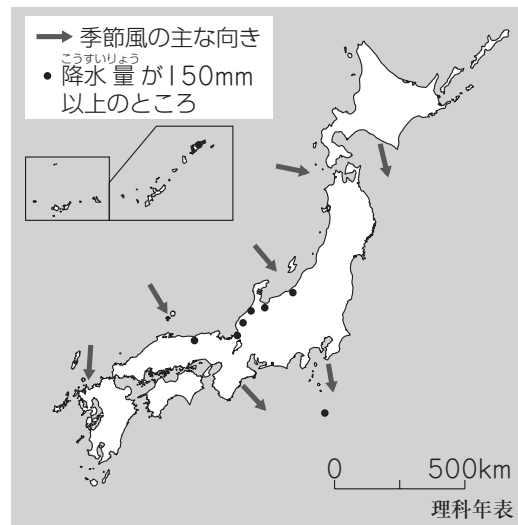 季節風の主な向き
こうすいりょう
降水量が150mm
以上のところ
0 500km
理科年表